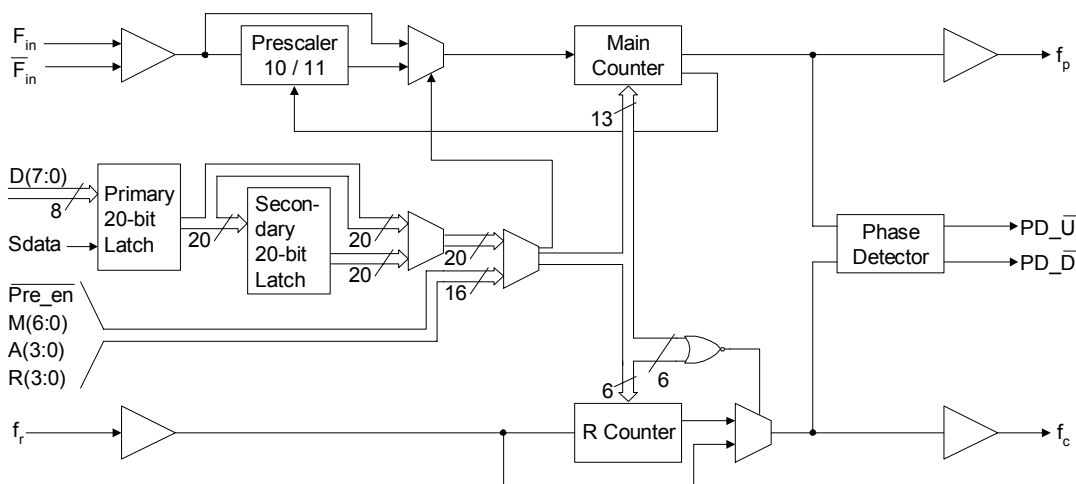 F_in
F̅_in
Prescaler
10 / 11
Main
Counter
f_p
13
D(7:0)
8
Sdata
Primary
20-bit
Latch
20
Secon-
dary
20-bit
Latch
20
20
20
16
Phase
Detector
PD_U̅
PD_D̅
P̅r̅e̅_̅e̅n̅
M(6:0)
A(3:0)
R(3:0)
6
6
f_r
R Counter
f_c